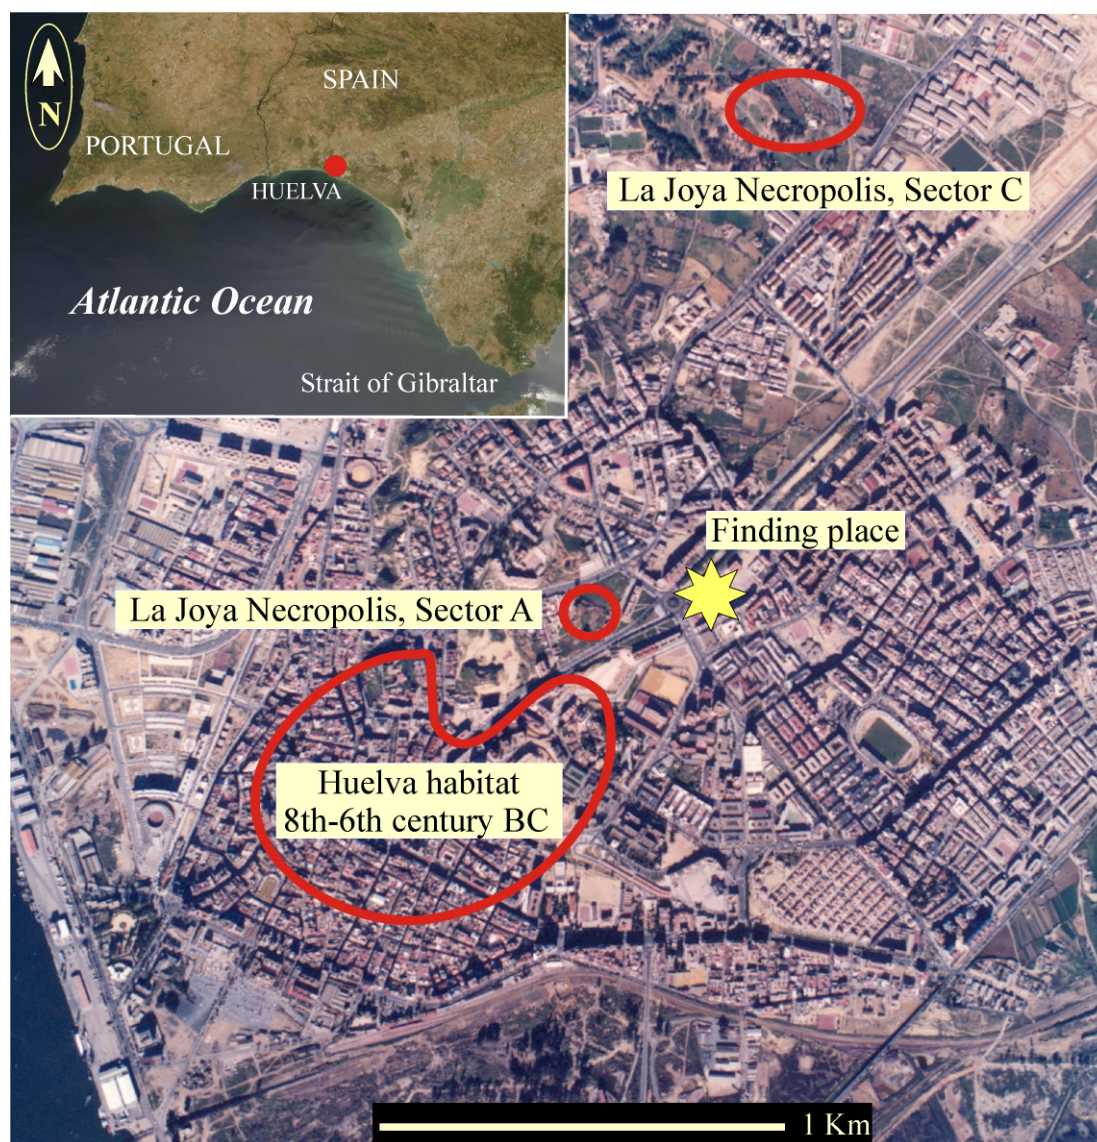 SPAIN
N
PORTUGAL
HUELVA
Atlantic Ocean
Strait of Gibraltar
La Joya Necropolis, Sector C
Finding place
La Joya Necropolis, Sector A
Huelva habitat
8th-6th century BC
1 Km